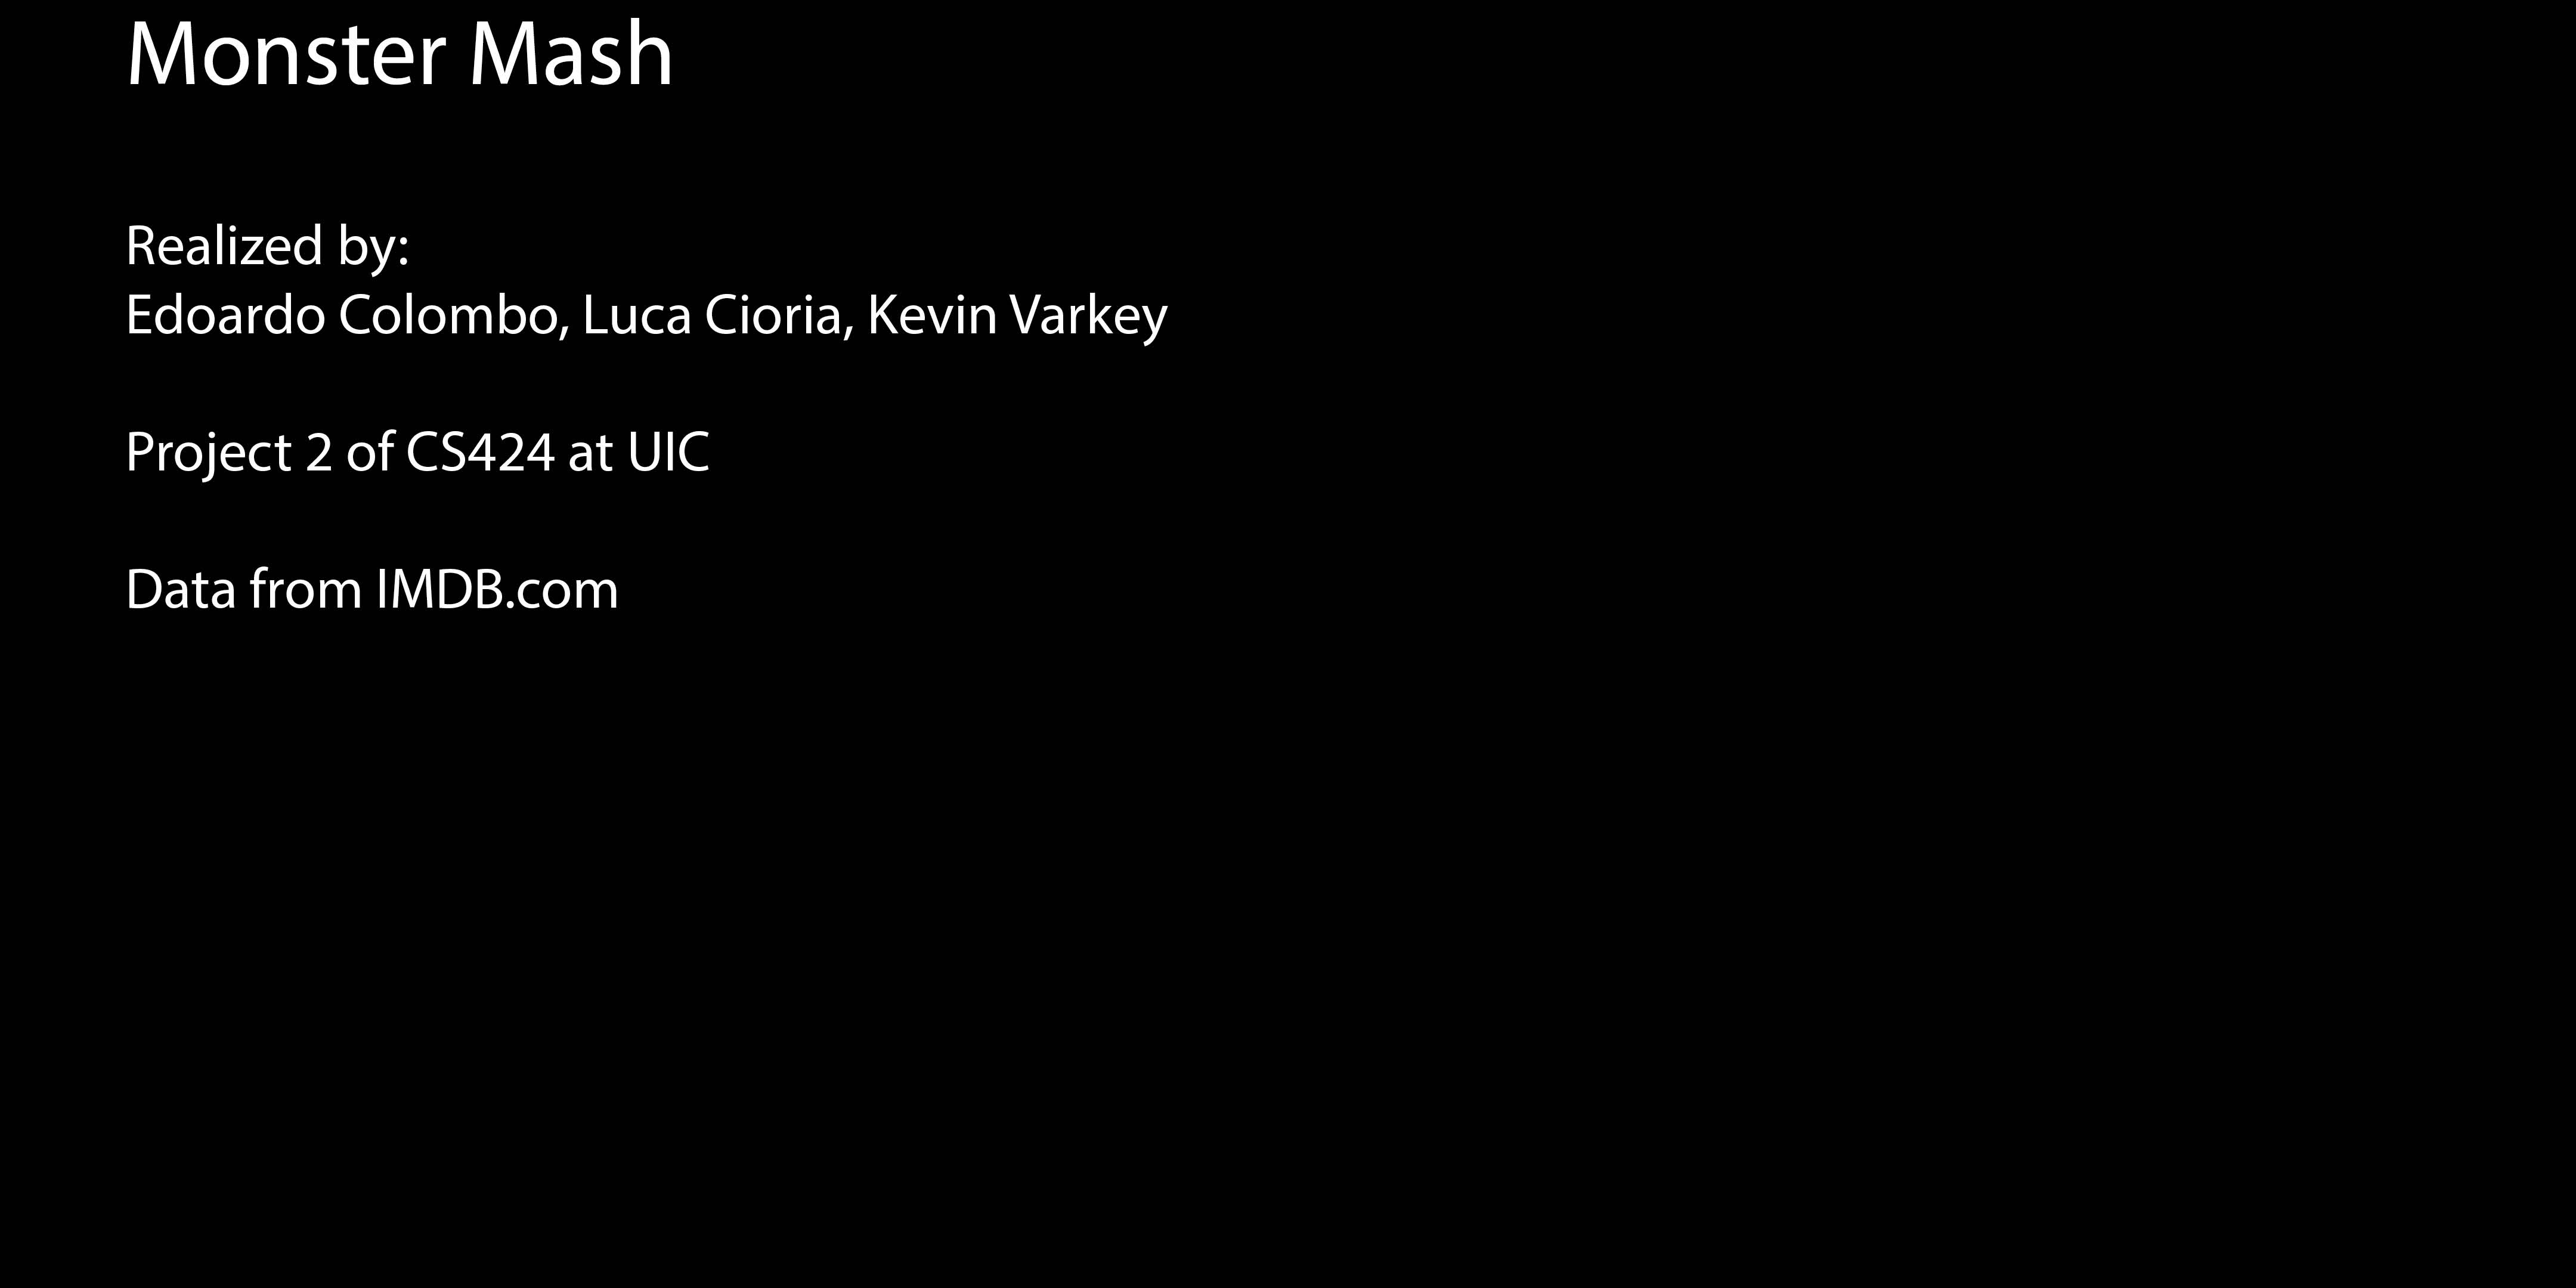 Monster Mash
Realized by:
Edoardo Colombo, Luca Cioria, Kevin Varkey
Project 2 of CS424 at UIC
Data from IMDB.com